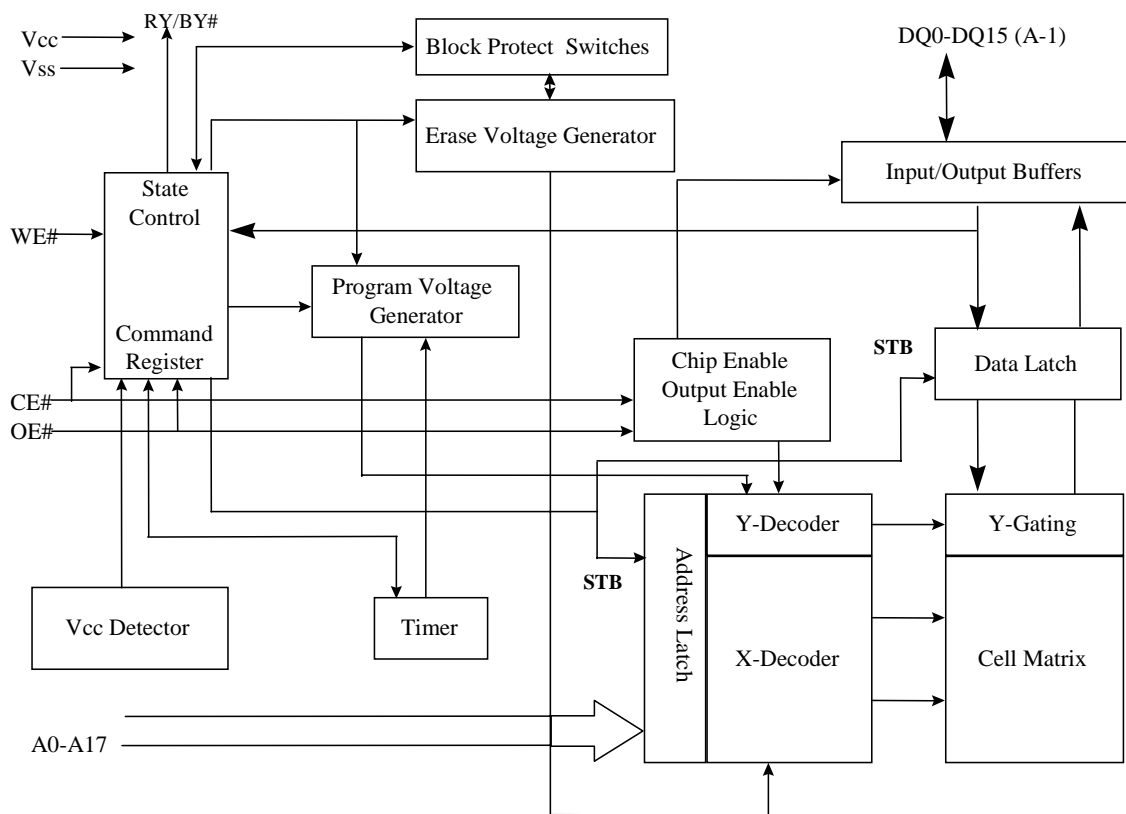 RY/BY#
Vcc
Vss
Block Protect Switches
DQ0-DQ15 (A-1)
Erase Voltage Generator
Input/Output Buffers
State
Control
WE#
Program Voltage
Generator
Command
Register
STB
Chip Enable
Output Enable
Logic
Data Latch
CE#
OE#
Y-Decoder
Y-Gating
Address Latch
STB
Vcc Detector
Timer
X-Decoder
Cell Matrix
A0-A17